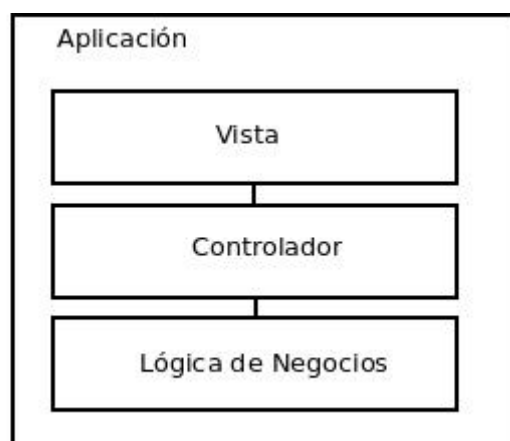 Aplicación
Vista
Controlador
Lógica de Negocios